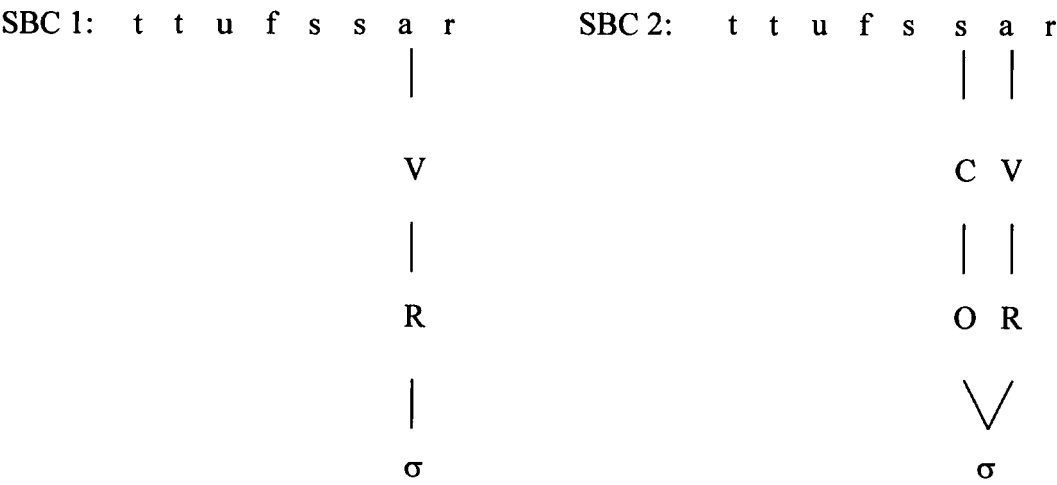 SBC 1: t t u f s s a r SBC 2: t t u f s s a r
V C V
R O R
σ σ